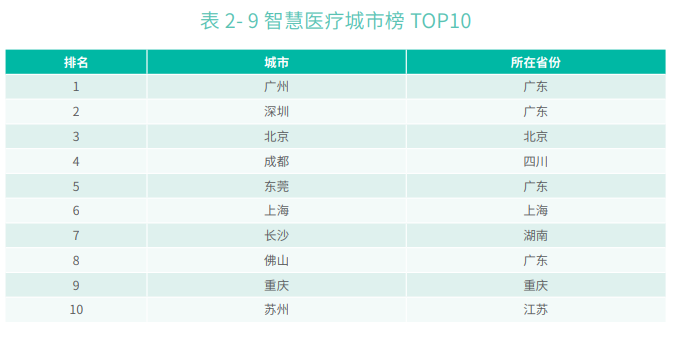 表 2- 9 智慧医疗城市榜 TOP10
排名 城市 所在省份
1 广州 广东
2 深圳 广东
3 北京 北京
4 成都 四川
5 东莞 广东
6 上海 上海
7 长沙 湖南
8 佛山 广东
9 重庆 重庆
10 苏州 江苏